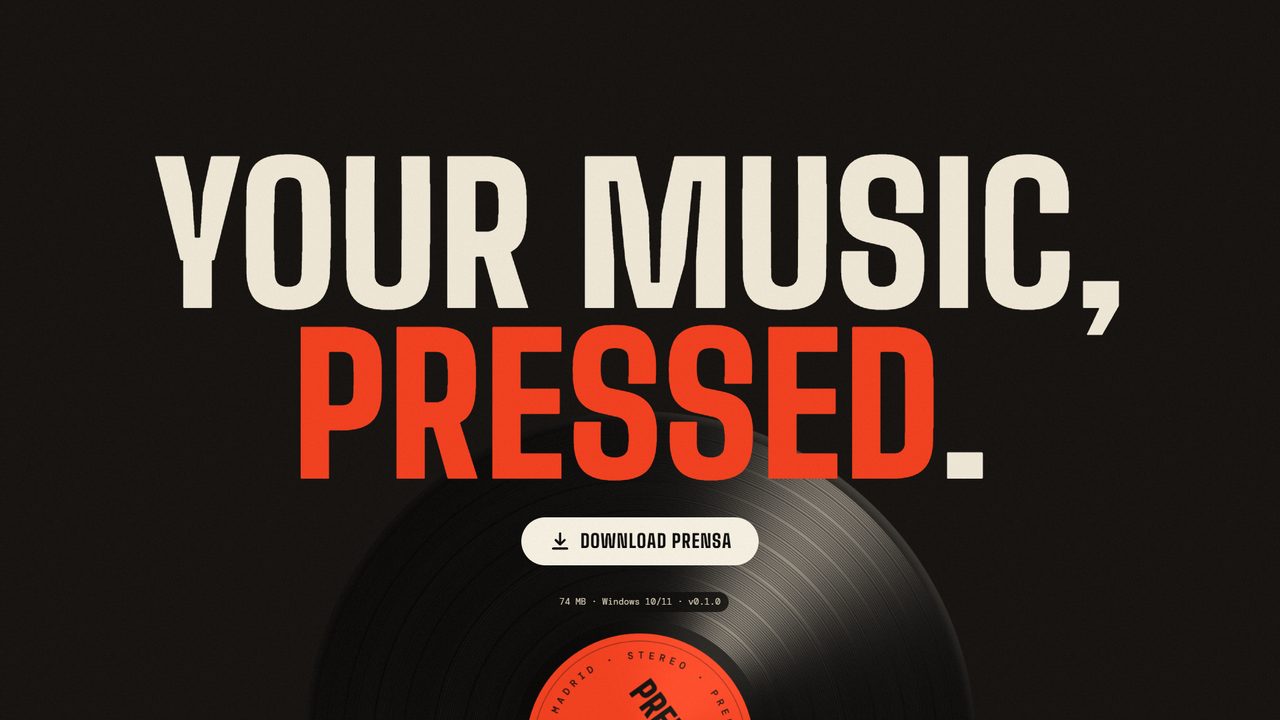 YOUR MUSIC,
PRESSED.
DOWNLOAD PRENSA
74 MB · Windows 10/11 · v0.1.0
MADRID · STEREO ·